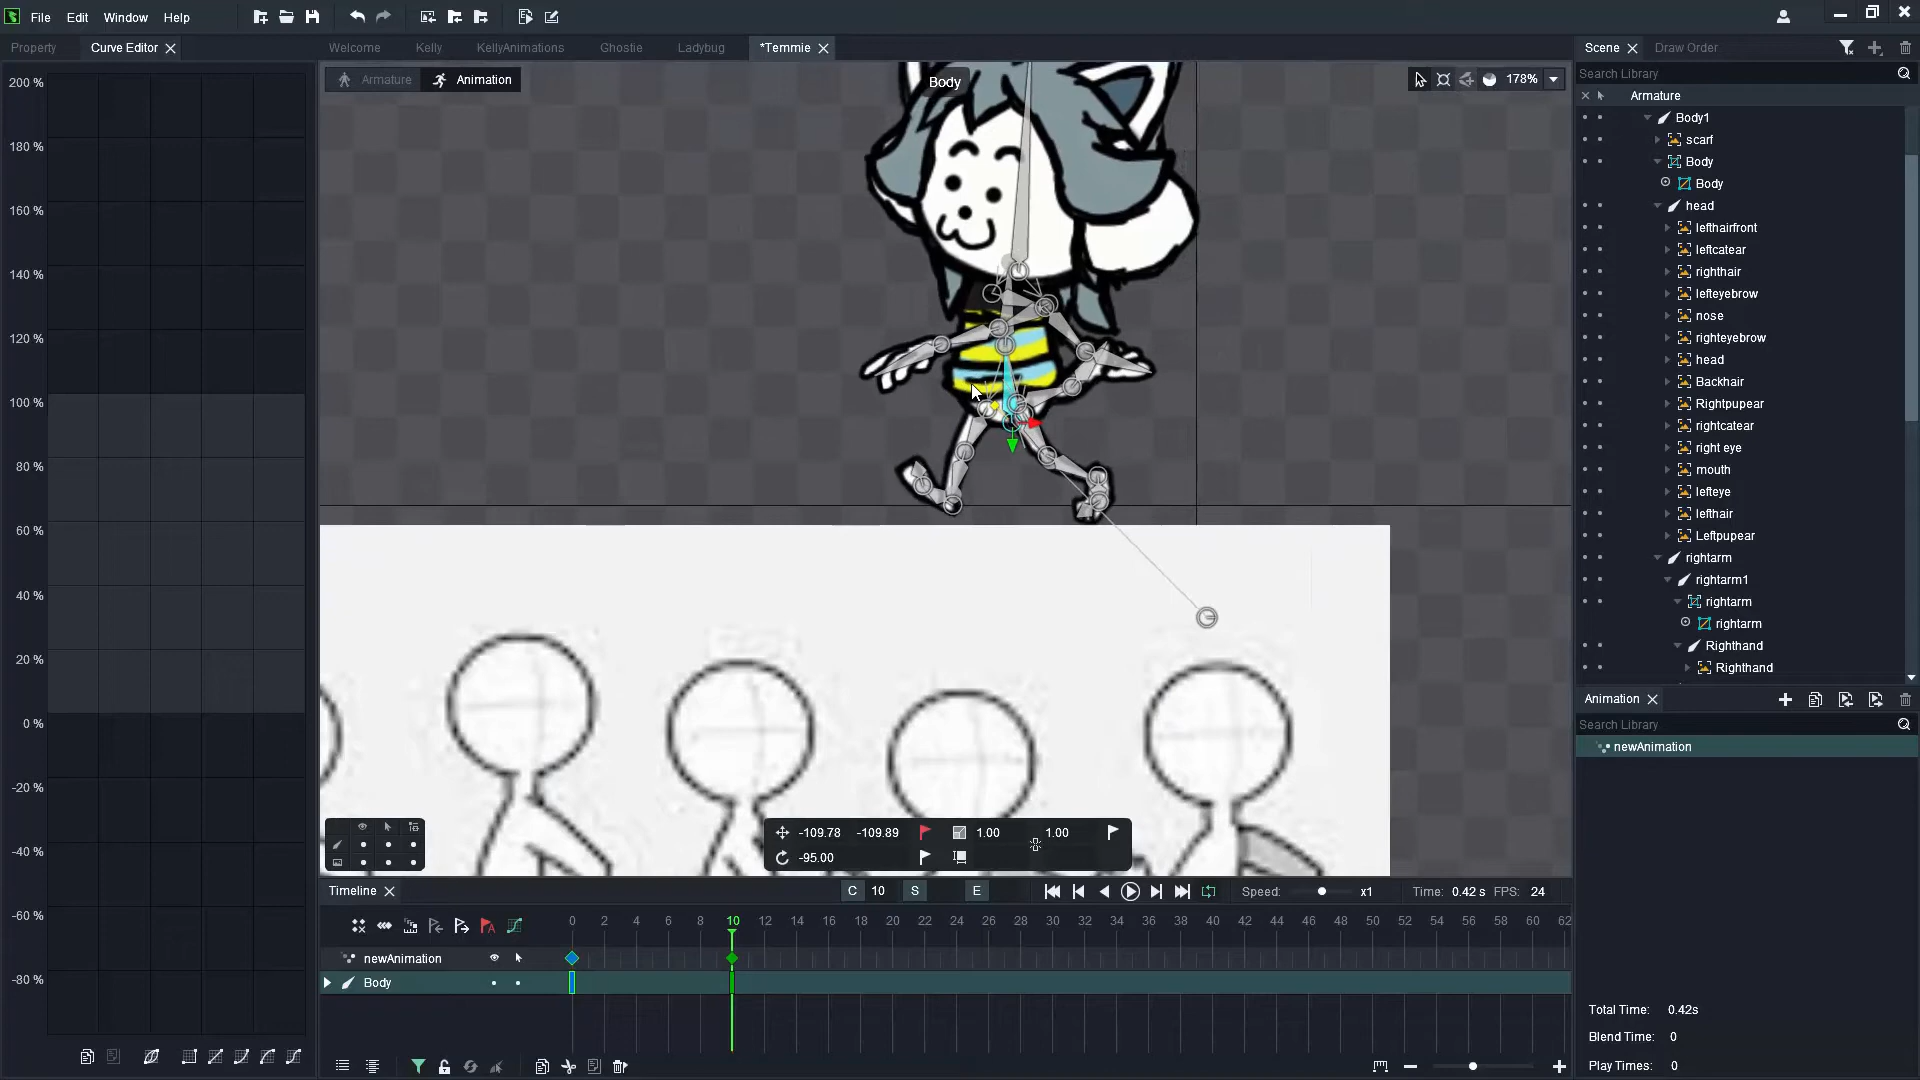 File Edit Window Help
Property Curve Editor Welcome Kelly KellyAnimations Ghostie Ladybug *Temmie Scene Draw Order
200 %
180 %
160 %
140 %
120 %
100 %
80 %
60 %
40 %
20 %
0 %
-20 %
-40 %
-60 %
-80 %
Armature Animation
Body
178%
Search Library
Armature
Body1
scarf
Body
Body
head
lefthairfront
leftcatear
righthair
lefteyebrow
nose
righteyebrow
head
Backhair
Rightpupear
rightcatear
right eye
mouth
lefteye
lefthair
Leftpupear
rightarm
rightarm1
rightarm
rightarm
Righthand
Righthand
Animation
Search Library
newAnimation
Total Time: 0.42s
Blend Time: 0
Play Times: 0
-109.78 -109.89 1.00 1.00
-95.00
Timeline C 10 S E Speed: x1 Time: 0.42 s FPS: 24
0 2 4 6 8 10 12 14 16 18 20 22 24 26 28 30 32 34 36 38 40 42 44 46 48 50 52 54 56 58 60 62
newAnimation
Body